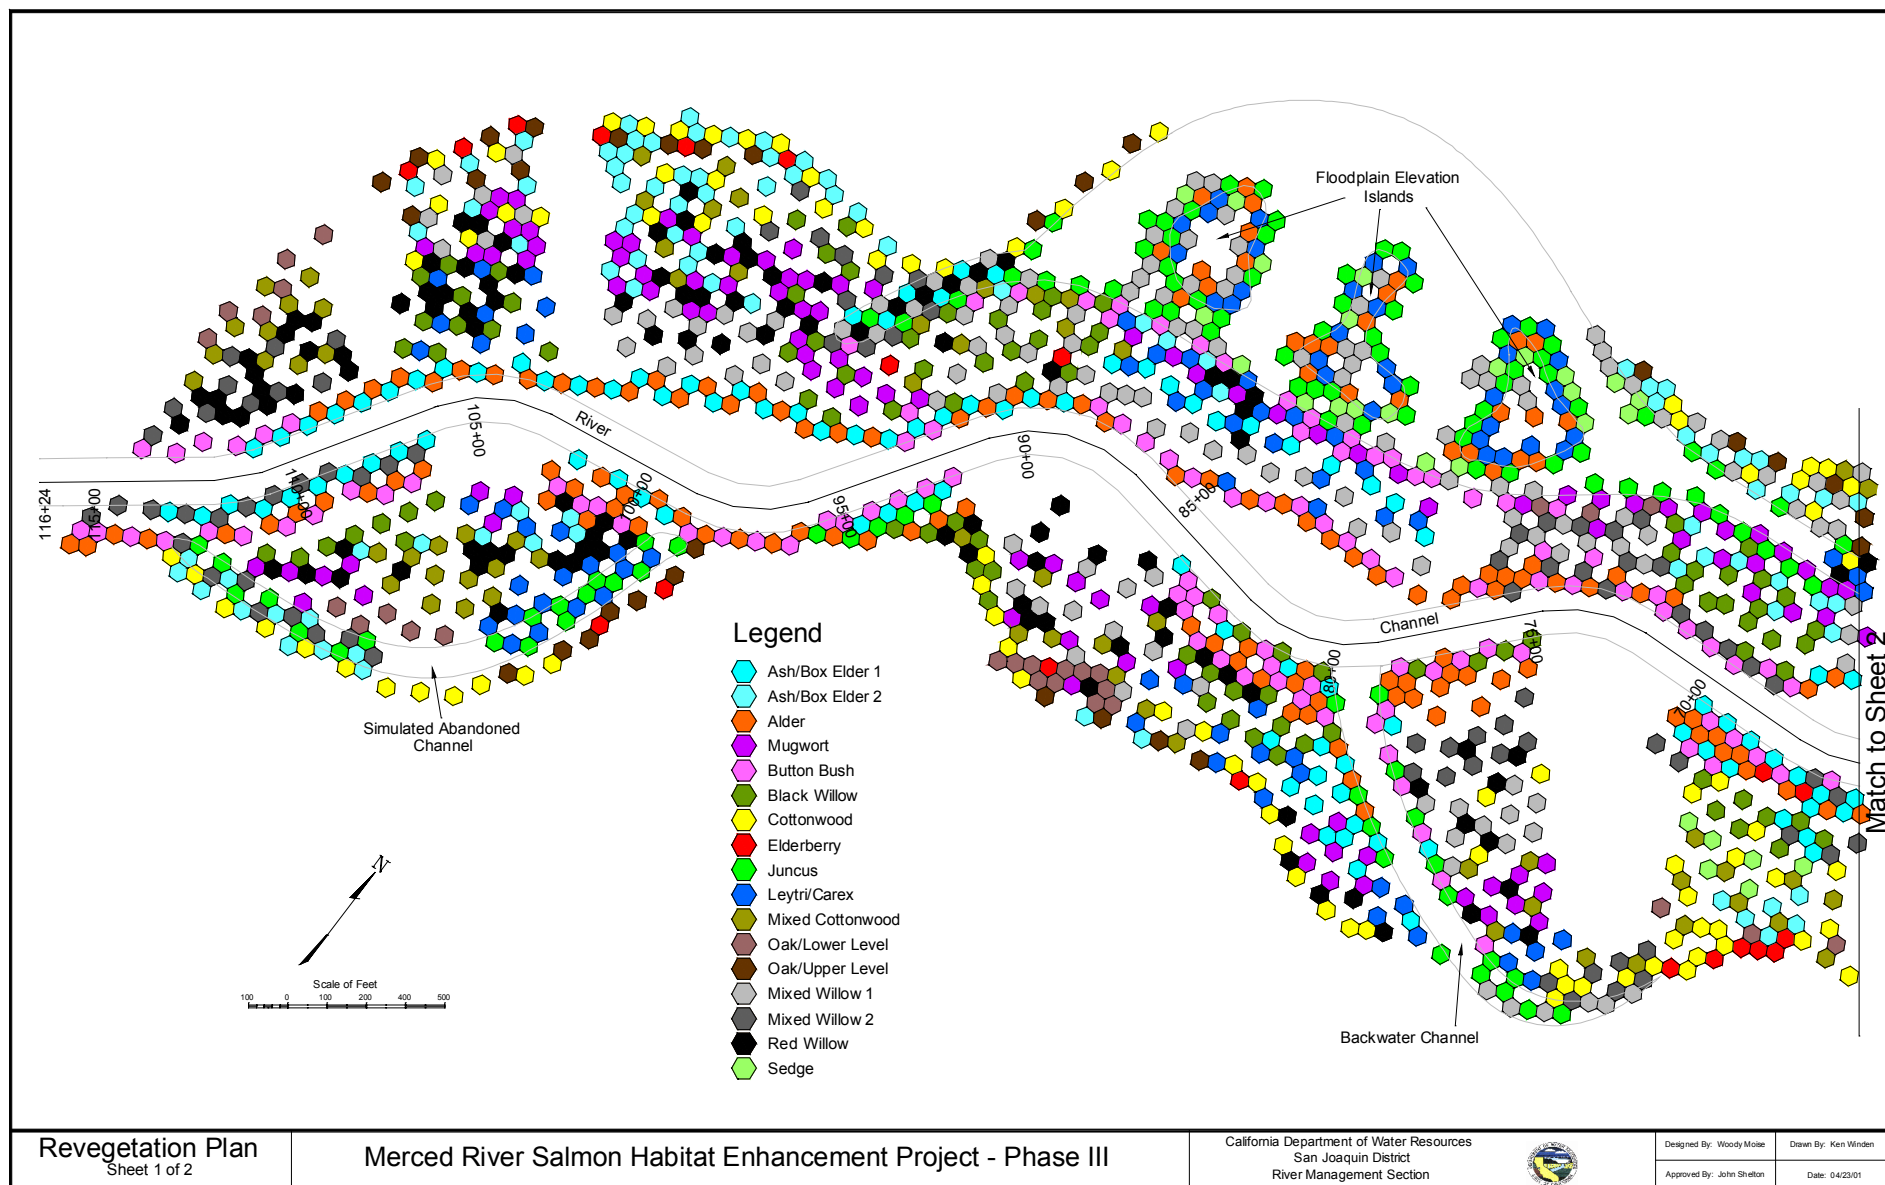 Floodplain Elevation
Islands
116+24
115+00
110+00
105+00
River
100+00
95+00
90+00
85+00
Channel
80+00
75+00
70+00
Match to Sheet 2
Simulated Abandoned
Channel
Backwater Channel
Legend
Ash/Box Elder 1
Ash/Box Elder 2
Alder
Mugwort
Button Bush
Black Willow
Cottonwood
Elderberry
Juncus
Leytri/Carex
Mixed Cottonwood
Oak/Lower Level
Oak/Upper Level
Mixed Willow 1
Mixed Willow 2
Red Willow
Sedge
N
Scale of Feet
100 0 100 200 400 500
Revegetation Plan
Sheet 1 of 2
Merced River Salmon Habitat Enhancement Project - Phase III
California Department of Water Resources
San Joaquin District
River Management Section
Designed By: Woody Moise
Drawn By: Ken Winden
Approved By: John Shelton
Date: 04/23/01